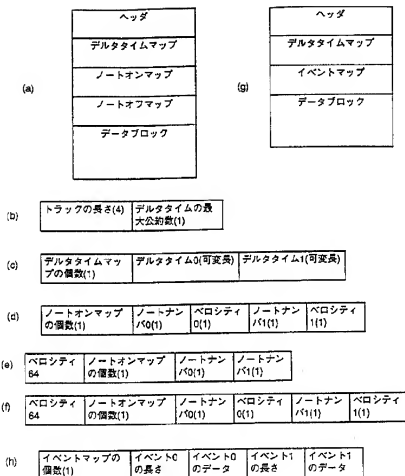 (a)
ヘッダ
デルタタイムマップ
ノートオンマップ
ノートオフマップ
データブロック
(g)
ヘッダ
デルタタイムマップ
イベントマップ
データブロック
(b)
トラックの長さ(4)
デルタタイムの最
大公約数(1)
(c)
デルタタイムマッ
プの個数(1)
デルタタイム0(可変長)
デルタタイム1(可変長)
(d)
ノートオンマップ
の個数(1)
ノートナン
バ0(1)
ベロシティ
0(1)
ノートナン
バ1(1)
ベロシティ
1(1)
(e)
ベロシティ
64
ノートオンマップ
の個数(1)
ノートナン
バ0(1)
ノートナン
バ1(1)
(f)
ベロシティ
64
ノートオンマップ
の個数(1)
ノートナン
バ0(1)
ベロシティ
0(1)
ノートナン
バ1(1)
ベロシティ
1(1)
(h)
イベントマップの
個数(1)
イベント0
の長さ
イベント0
のデータ
イベント1
の長さ
イベント1
のデータ